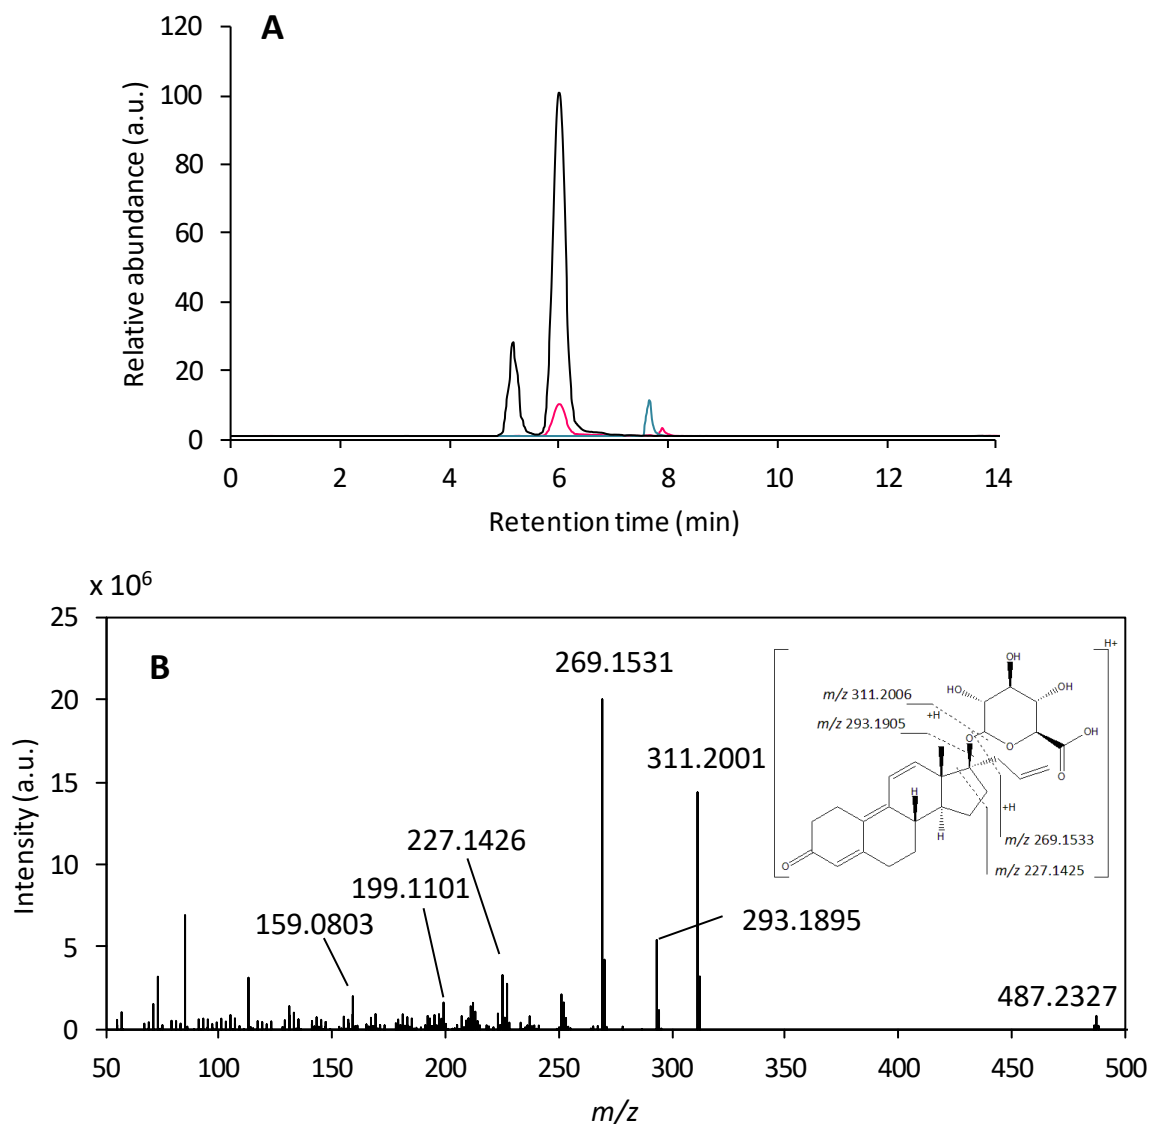 A
120
100
80
60
40
20
0
Relative abundance (a.u.)
0 2 4 6 8 10 12 14
Retention time (min)
x 10⁶
B
25
20
15
10
5
0
Intensity (a.u.)
269.1531
311.2001
227.1426
199.1101
159.0803
293.1895
487.2327
H+
OH
HO
OH
m/z 311.2006
+H
m/z 293.1905
O
O
OH
O
H
H
+H
m/z 269.1533
m/z 227.1425
O
50 100 150 200 250 300 350 400 450 500
m/z